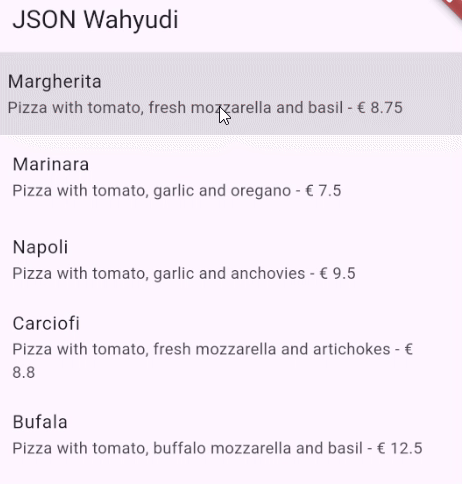 JSON Wahyudi
Margherita
Pizza with tomato, fresh mozzarella and basil - € 8.75
Marinara
Pizza with tomato, garlic and oregano - € 7.5
Napoli
Pizza with tomato, garlic and anchovies - € 9.5
Carciofi
Pizza with tomato, fresh mozzarella and artichokes - €
8.8
Bufala
Pizza with tomato, buffalo mozzarella and basil - € 12.5